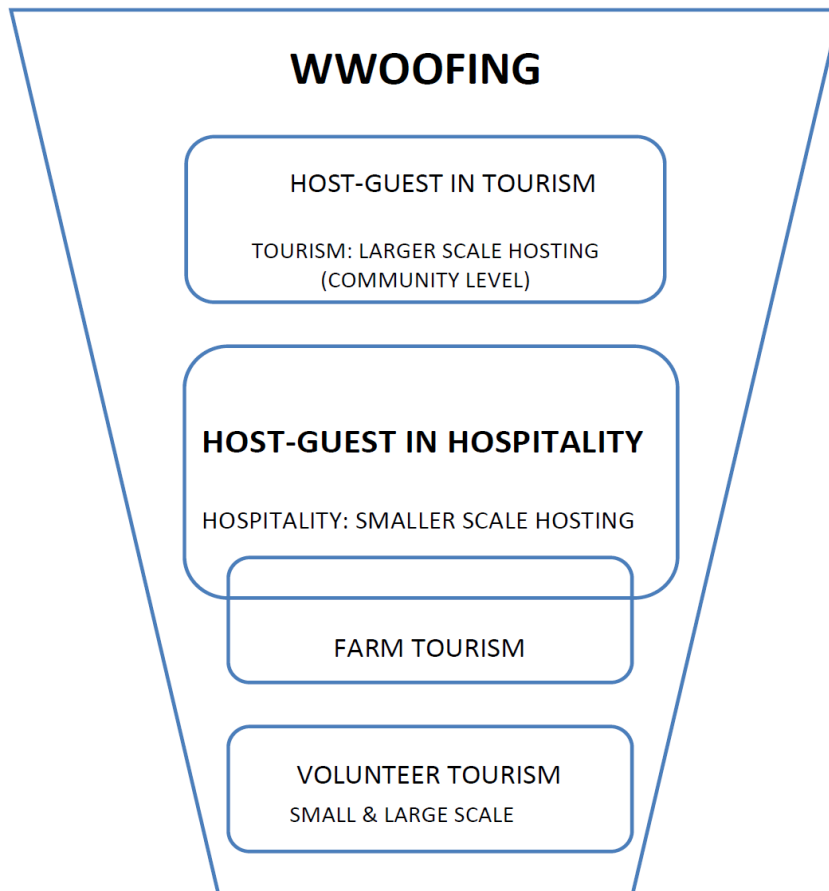 WWOOFING
HOST-GUEST IN TOURISM
TOURISM: LARGER SCALE HOSTING
(COMMUNITY LEVEL)
HOST-GUEST IN HOSPITALITY
HOSPITALITY: SMALLER SCALE HOSTING
FARM TOURISM
VOLUNTEER TOURISM
SMALL & LARGE SCALE